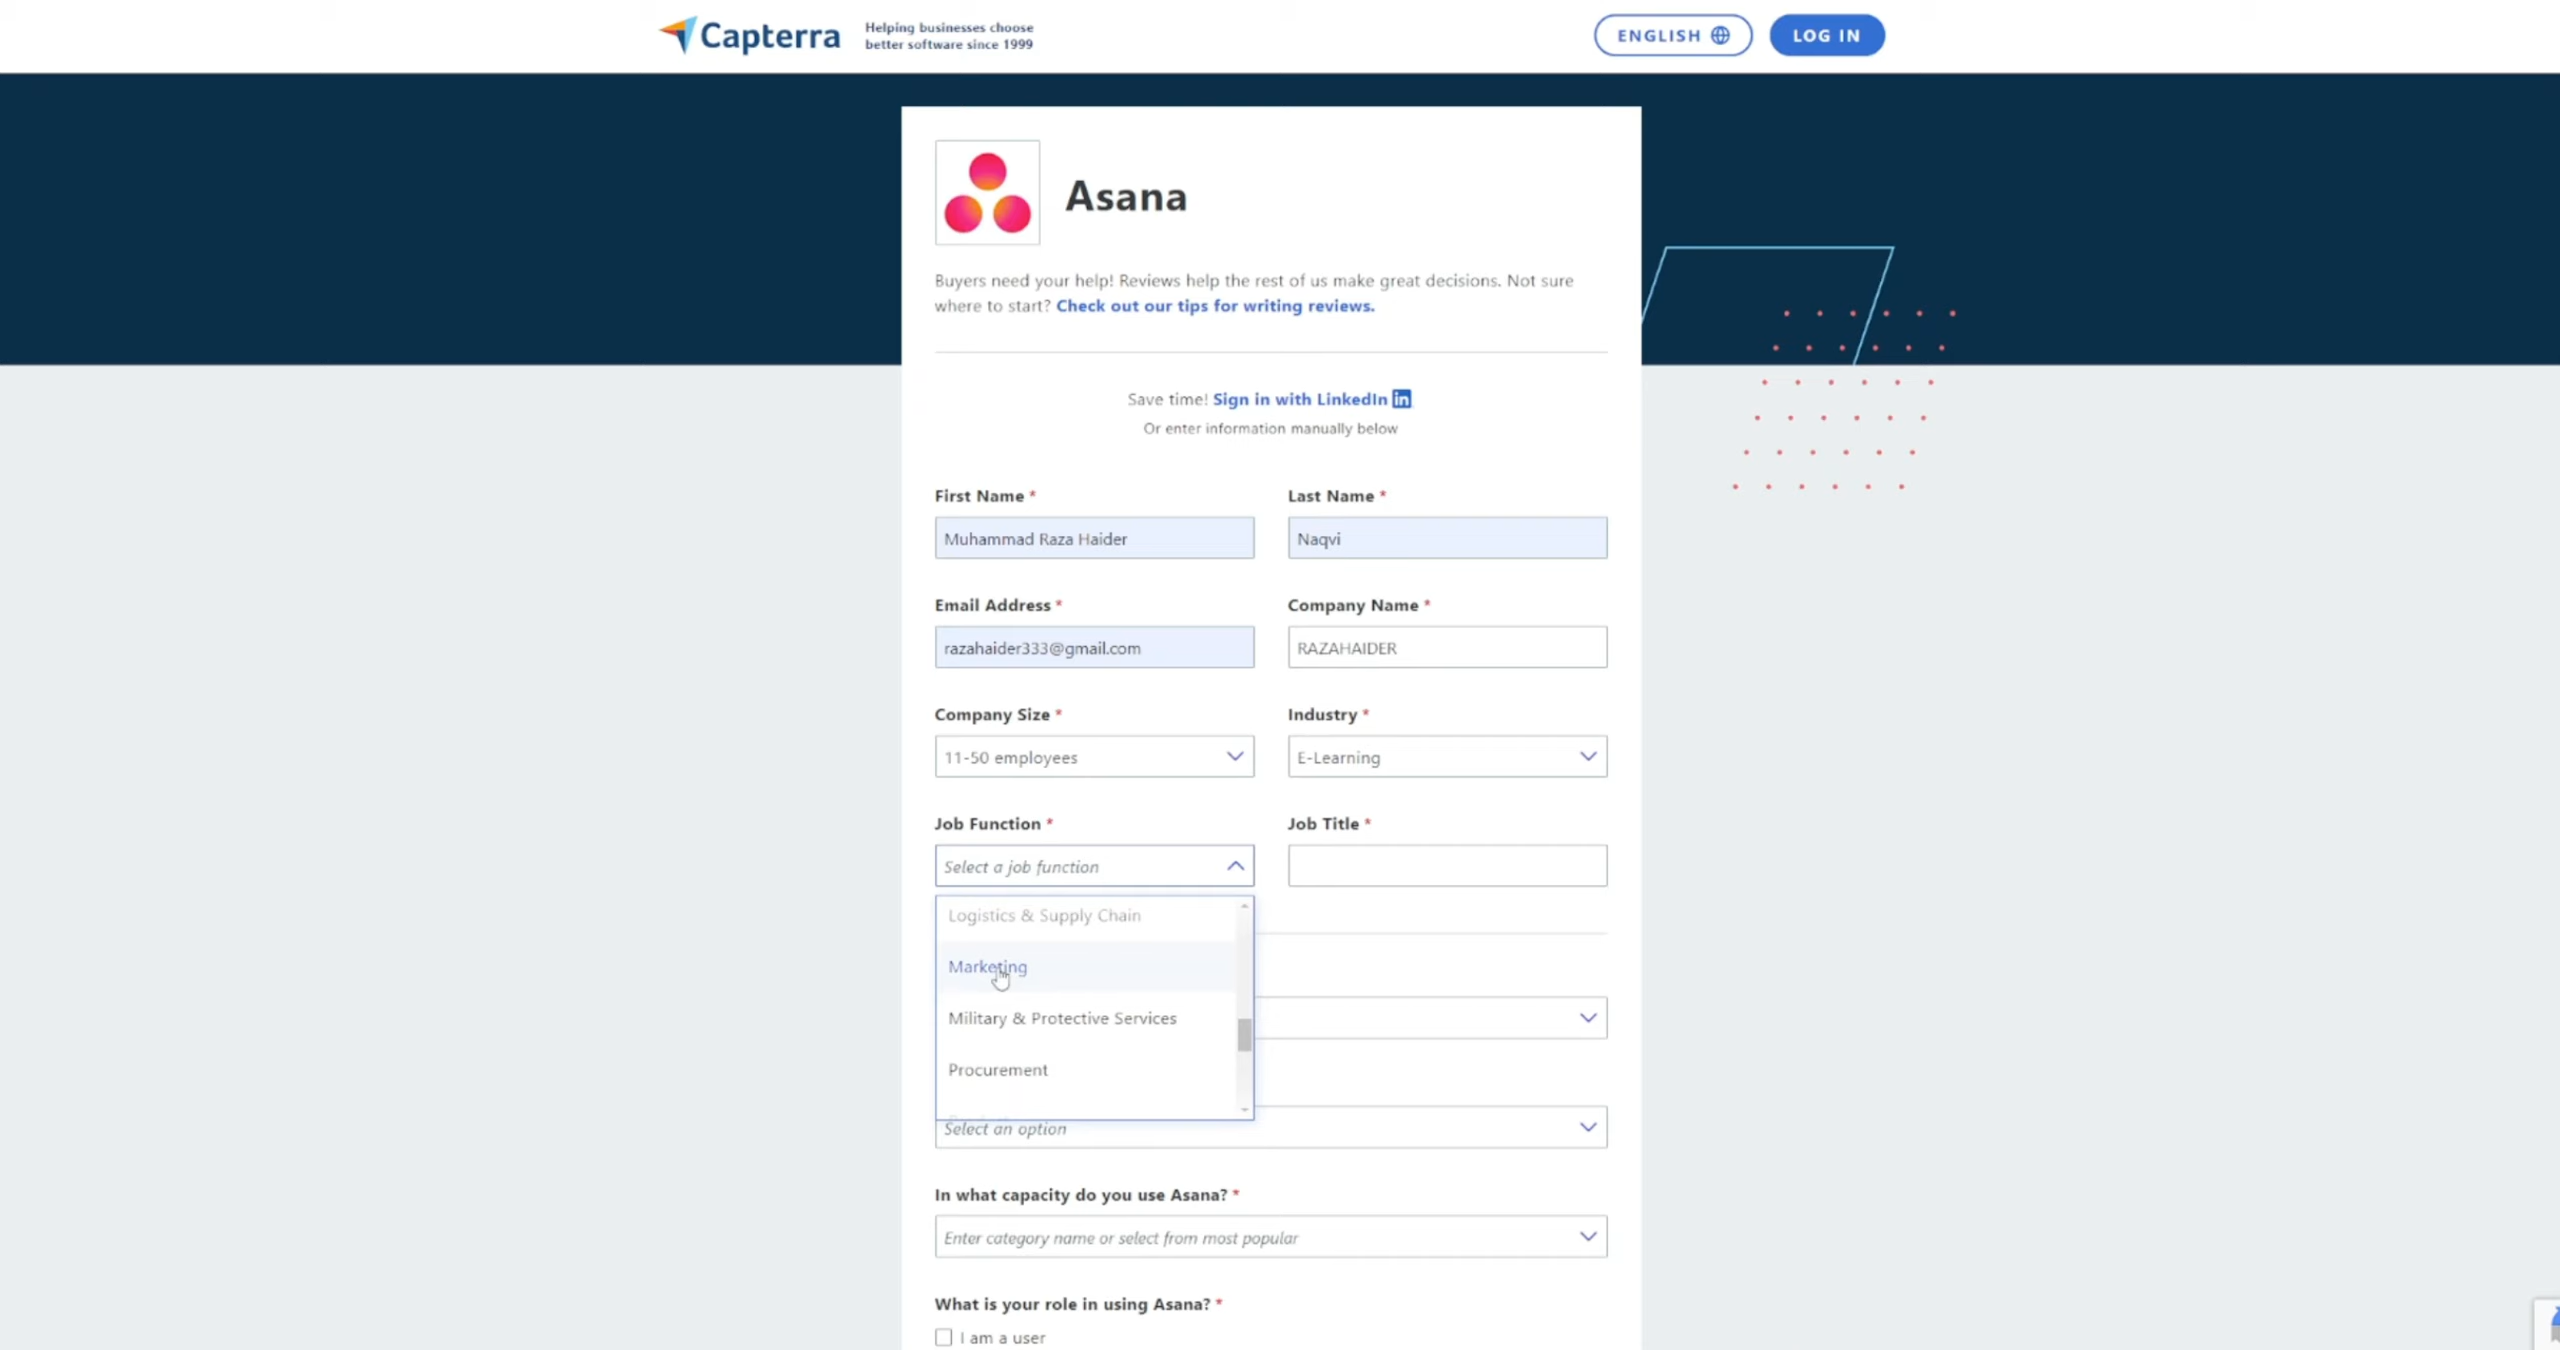 Capterra
Helping businesses choose
better software since 1999
ENGLISH
LOG IN
Asana
Buyers need your help! Reviews help the rest of us make great decisions. Not sure
where to start? Check out our tips for writing reviews.
Save time! Sign in with LinkedIn in
Or enter information manually below
First Name *
Last Name *
Muhammad Raza Haider
Naqvi
Email Address *
Company Name *
razahaider333@gmail.com
RAZAHAIDER
Company Size *
Industry *
11-50 employees
E-Learning
Job Function *
Job Title *
Select a job function
Logistics & Supply Chain
Marketing
Military & Protective Services
Procurement
Select an option
In what capacity do you use Asana? *
Enter category name or select from most popular
What is your role in using Asana? *
I am a user